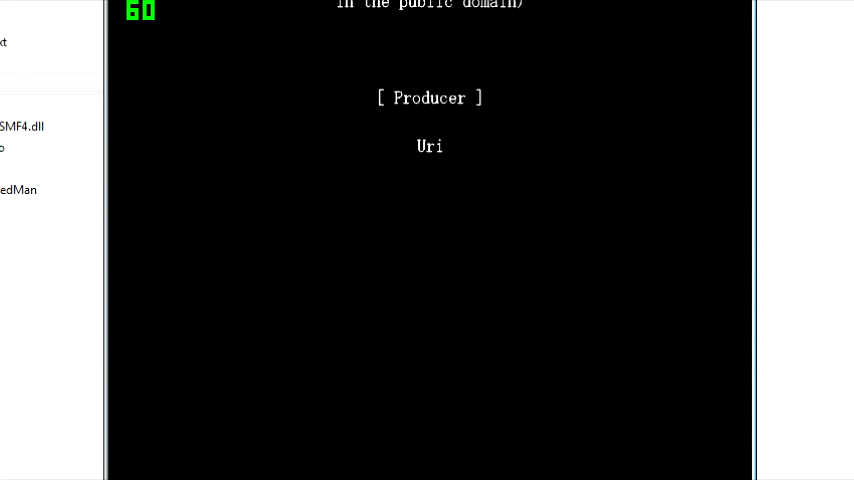 60
in the public domain)
xt
[ Producer ]
SMF4.dll
Uri
o
edMan